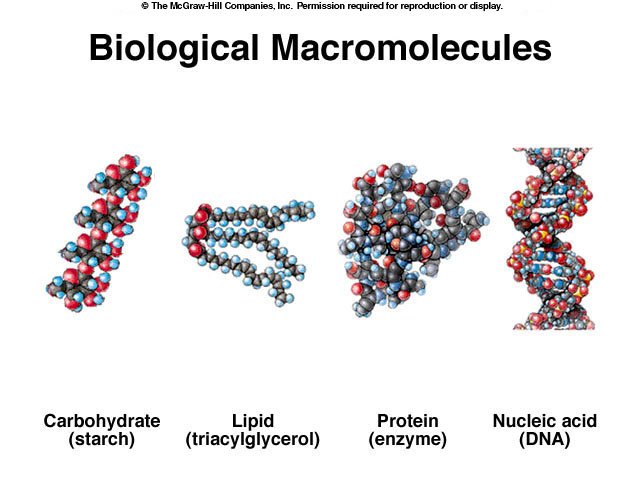 © The McGraw-Hill Companies, Inc. Permission required for reproduction or display.
Biological Macromolecules
Carbohydrate
(starch)
Lipid
(triacylglycerol)
Protein
(enzyme)
Nucleic acid
(DNA)